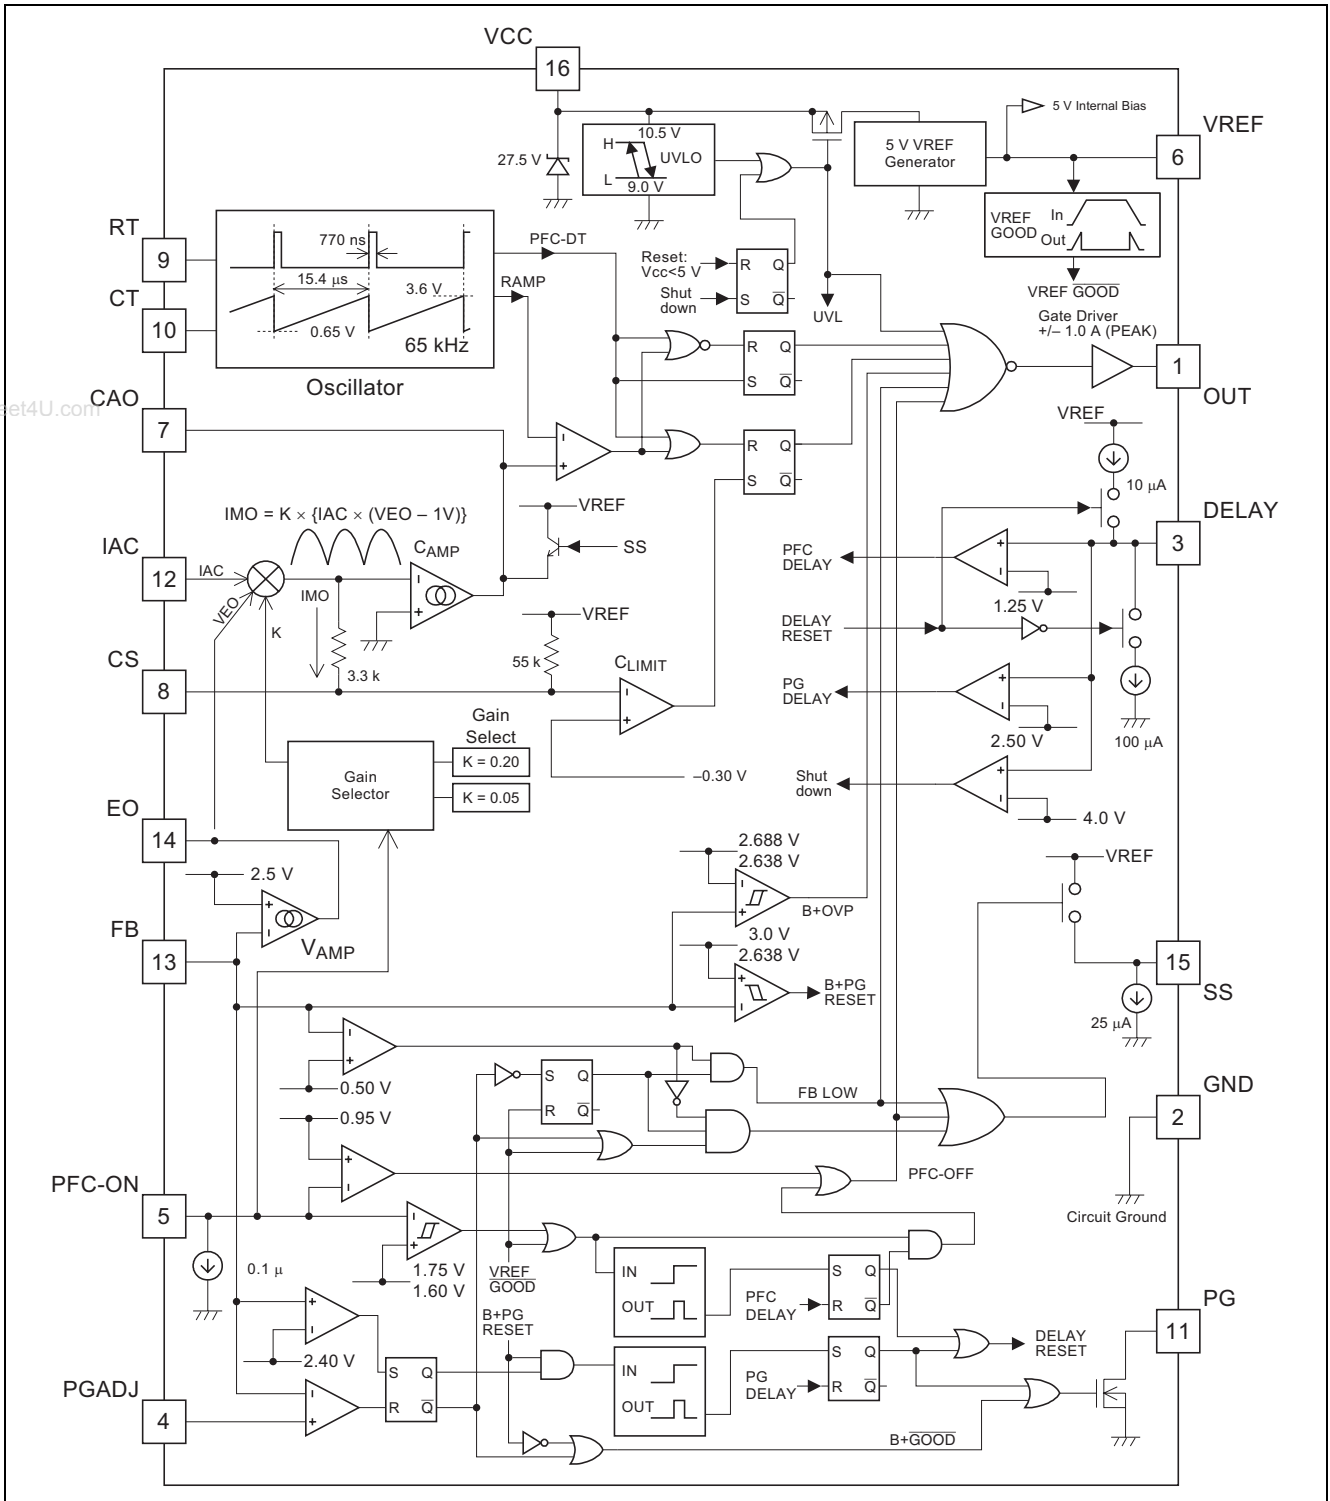 VCC
16
5 V Internal Bias
VREF
6
27.5 V
10.5 V
H
UVLO
L
9.0 V
5 V VREF
Generator
VREF
GOOD
In
Out
VREF GOOD
RT
9
CT
10
770 ns
15.4 μs
3.6 V
0.65 V
65 kHz
Oscillator
PFC-DT
RAMP
Reset:
Vcc<5 V
Shut
down
R Q
S Q
UVL
Gate Driver
+/– 1.0 A (PEAK)
1
OUT
R Q
S Q
CAO
7
et4U.com
R Q
S Q
VREF
10 μA
DELAY
3
IMO = K × {IAC × (VEO – 1V)}
CAMP
VREF
SS
IAC
12
IAC
VEO
IMO
K
3.3 k
PFC
DELAY
1.25 V
DELAY
RESET
VREF
55 k
CLIMIT
CS
8
PG
DELAY
2.50 V
100 μA
Gain
Select
K = 0.20
K = 0.05
Gain
Selector
–0.30 V
Shut
down
4.0 V
EO
14
2.5 V
VAMP
FB
13
2.688 V
2.638 V
B+OVP
3.0 V
2.638 V
B+PG
RESET
VREF
15
SS
25 μA
0.50 V
0.95 V
S Q
R Q
FB LOW
GND
2
Circuit Ground
PFC-ON
5
0.1 μ
PFC-OFF
1.75 V
1.60 V
VREF
GOOD
B+PG
RESET
IN
OUT
PFC
DELAY
S Q
R Q
2.40 V
PGADJ
4
S Q
R Q
IN
OUT
PG
DELAY
S Q
R Q
DELAY
RESET
B+GOOD
PG
11